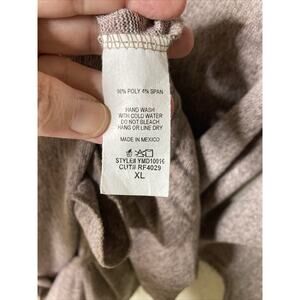 96% POLY 4% SPAN
HAND WASH
WITH COLD WATER
DO NOT BLEACH
HANG OR LINE DRY
MADE IN MEXICO
STYLE# YMD10016
CUT# RF4029
XL